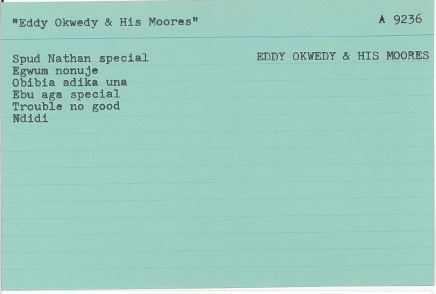 "Eddy Okwedy & His Moores" A 9236
Spud Nathan special EDDY OKWEDY & HIS MOORES
Egwum nonuje
Obibia adika una
Ebu aga special
Trouble no good
Ndidi